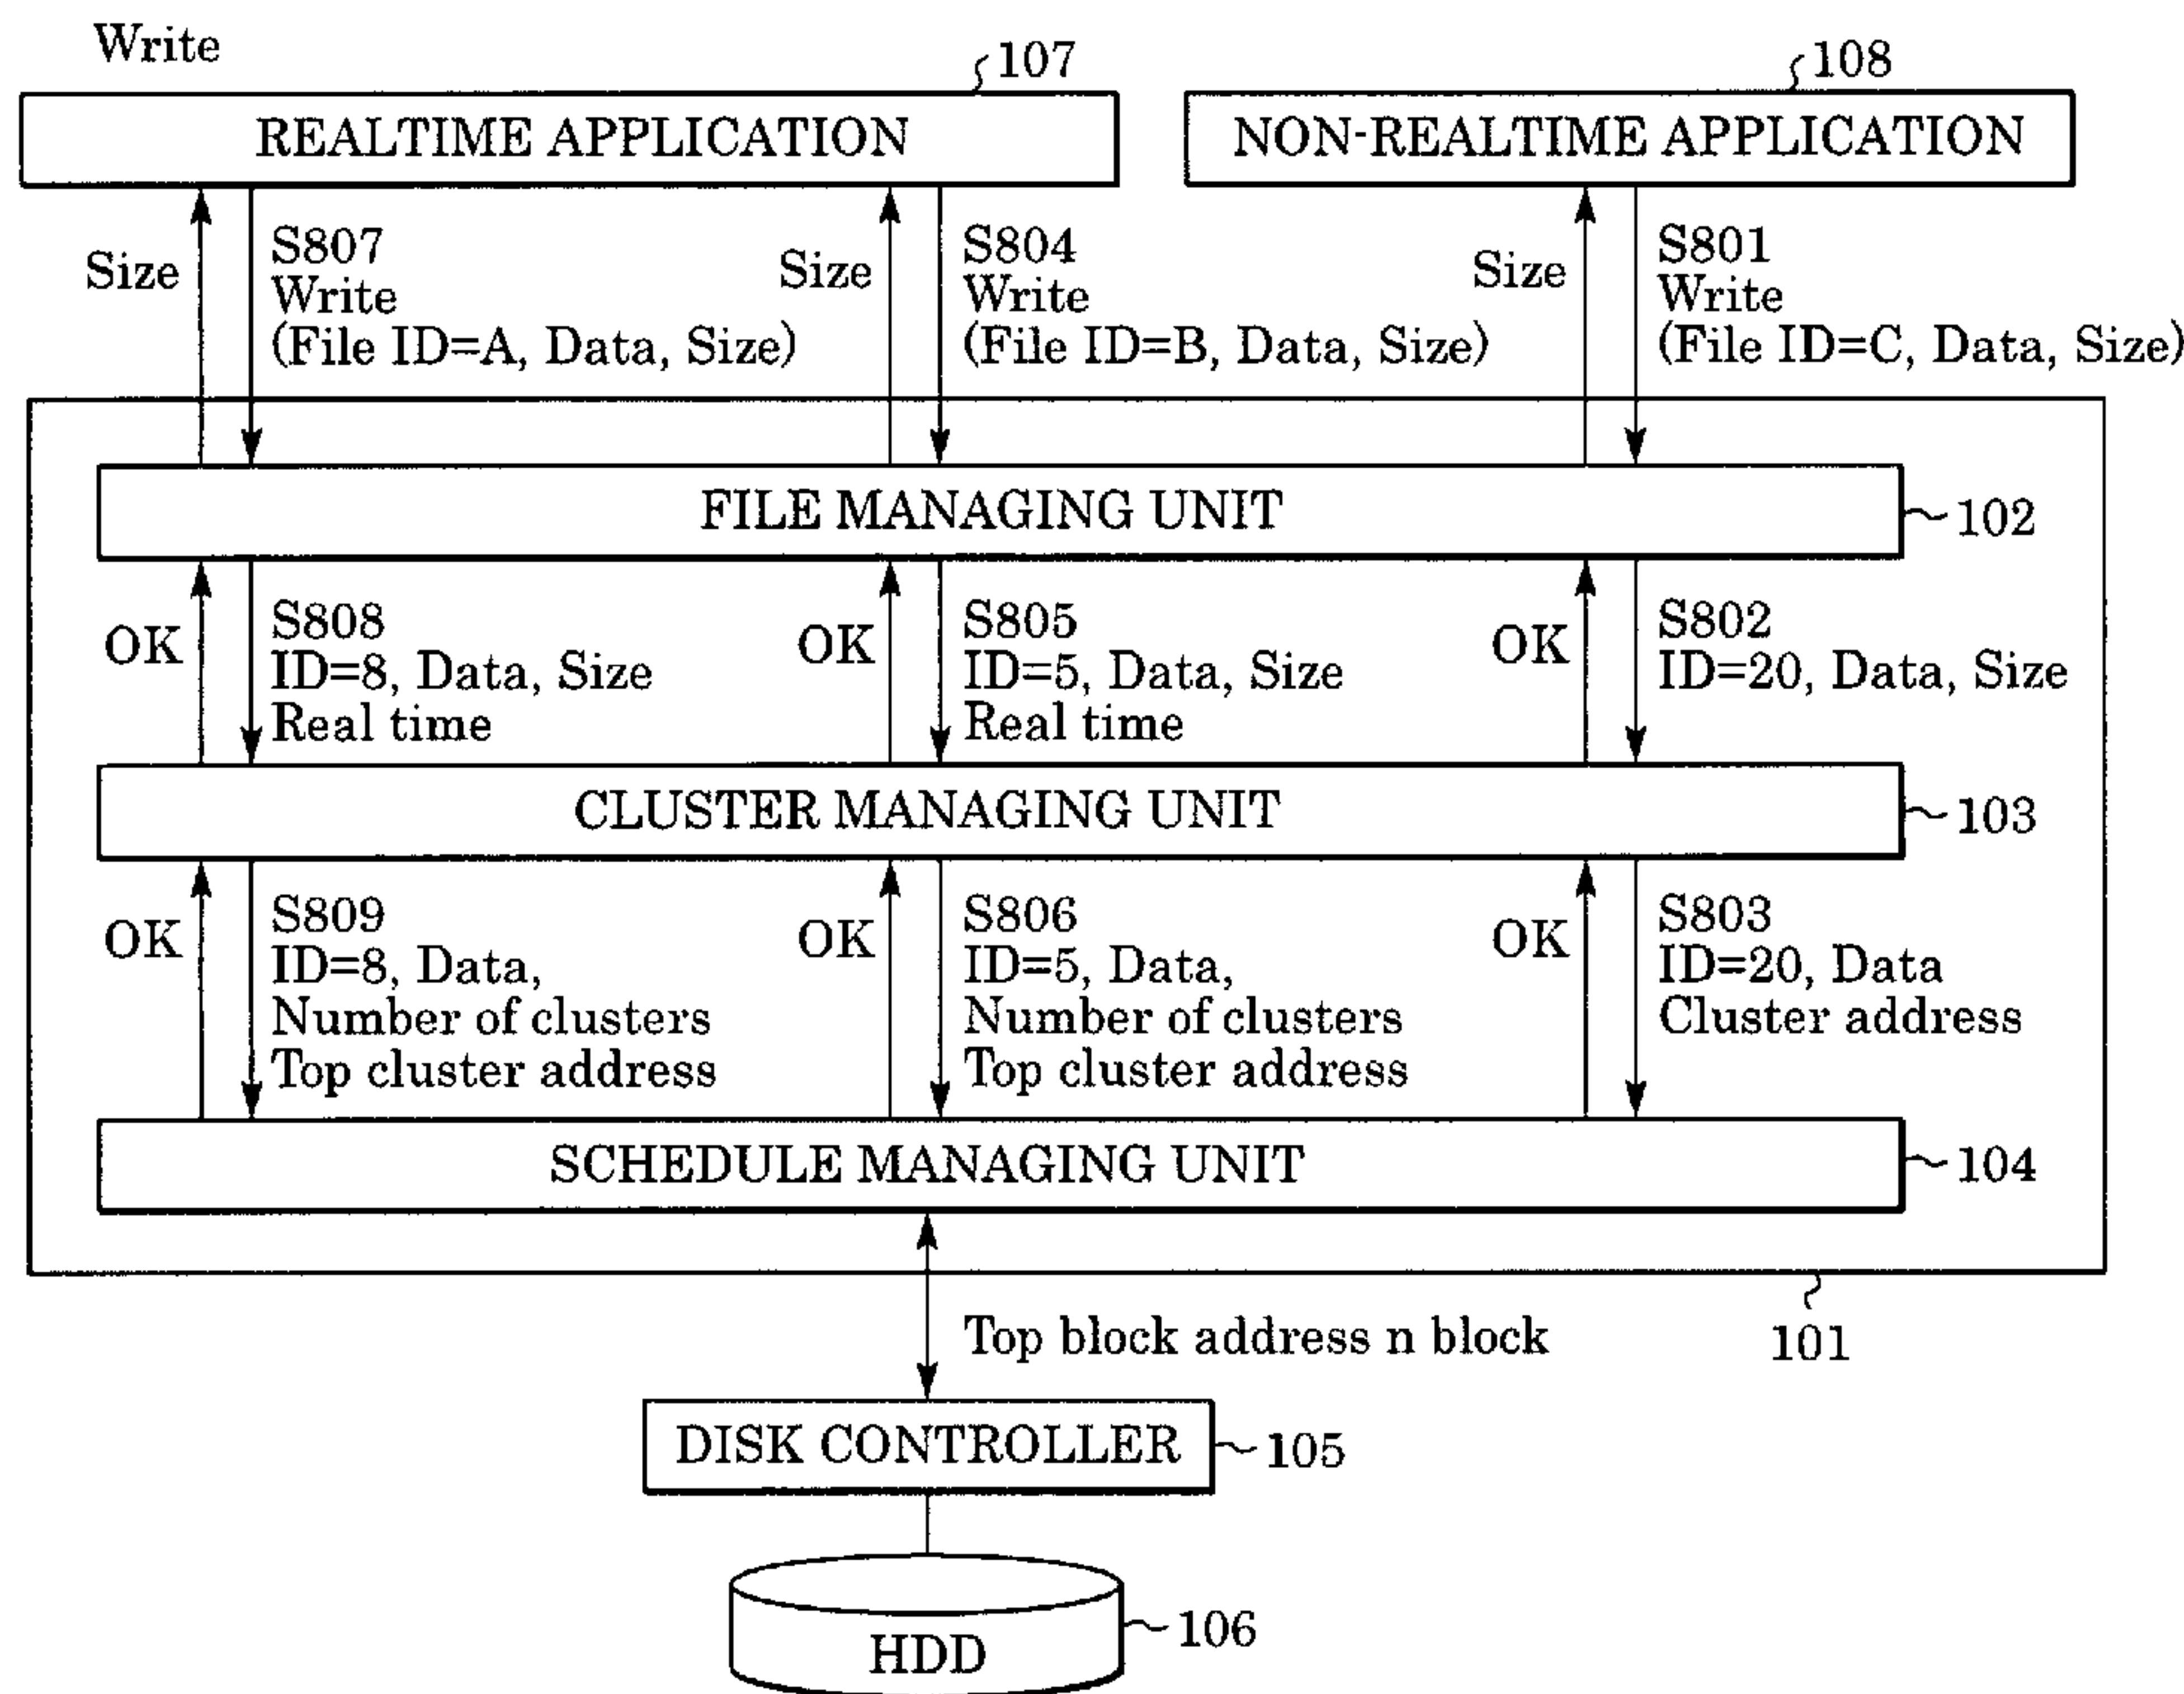 Write
107
108
REALTIME APPLICATION
NON-REALTIME APPLICATION
Size
S807
Write
(File ID=A, Data, Size)
Size
S804
Write
(File ID=B, Data, Size)
Size
S801
Write
(File ID=C, Data, Size)
FILE MANAGING UNIT
102
OK
S808
ID=8, Data, Size
Real time
OK
S805
ID=5, Data, Size
Real time
OK
S802
ID=20, Data, Size
CLUSTER MANAGING UNIT
103
OK
S809
ID=8, Data,
Number of clusters
Top cluster address
OK
S806
ID=5, Data,
Number of clusters
Top cluster address
OK
S803
ID=20, Data
Cluster address
SCHEDULE MANAGING UNIT
104
Top block address n block
101
DISK CONTROLLER
105
HDD
106